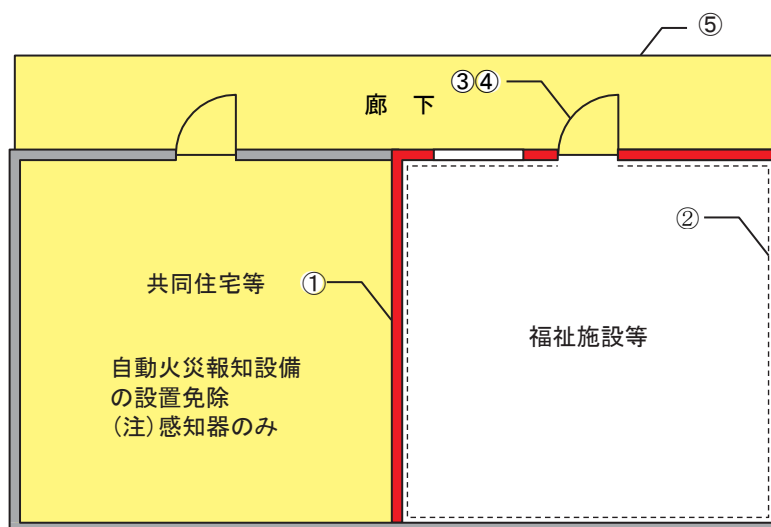 ⑤
③④
廊　下
②
共同住宅等
①
福祉施設等
自動火災報知設備
の設置免除
(注)感知器のみ